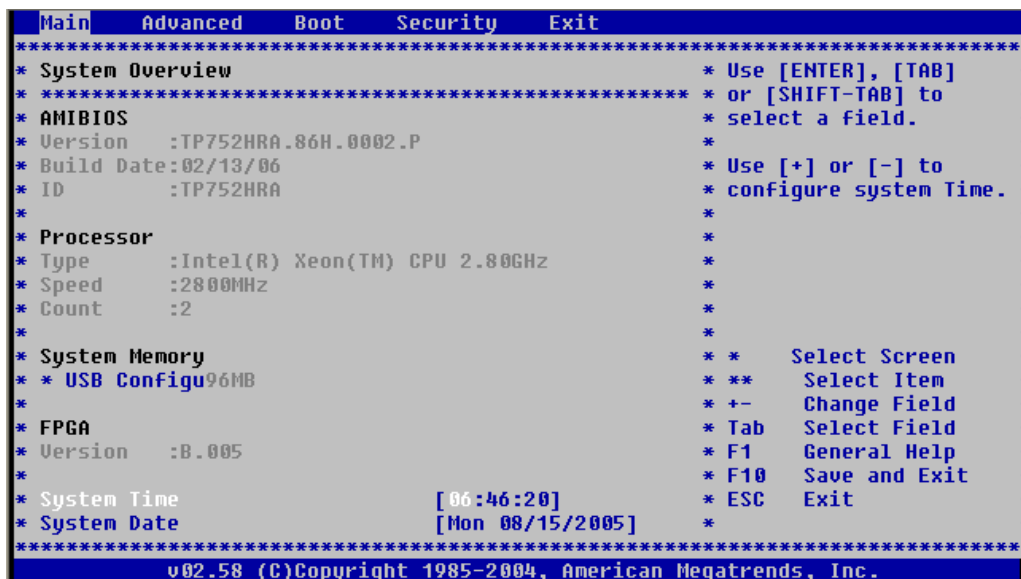 Main Advanced Boot Security Exit
********************************************************************************
* System Overview * Use [ENTER], [TAB]
* ***************************************************** * or [SHIFT-TAB] to
* AMIBIOS * select a field.
* Version :TP752HRA.86H.0002.P *
* Build Date:02/13/06 * Use [+] or [-] to
* ID :TP752HRA * configure system Time.
* *
* Processor *
* Type :Intel(R) Xeon(TM) CPU 2.80GHz *
* Speed :2800MHz *
* Count :2 *
* *
* System Memory * * Select Screen
* * USB Configu96MB * ** Select Item
* * +- Change Field
* FPGA * Tab Select Field
* Version :B.005 * F1 General Help
* * F10 Save and Exit
* System Time [06:46:20] * ESC Exit
* System Date [Mon 08/15/2005] *
********************************************************************************
v02.58 (C)Copyright 1985-2004, American Megatrends, Inc.